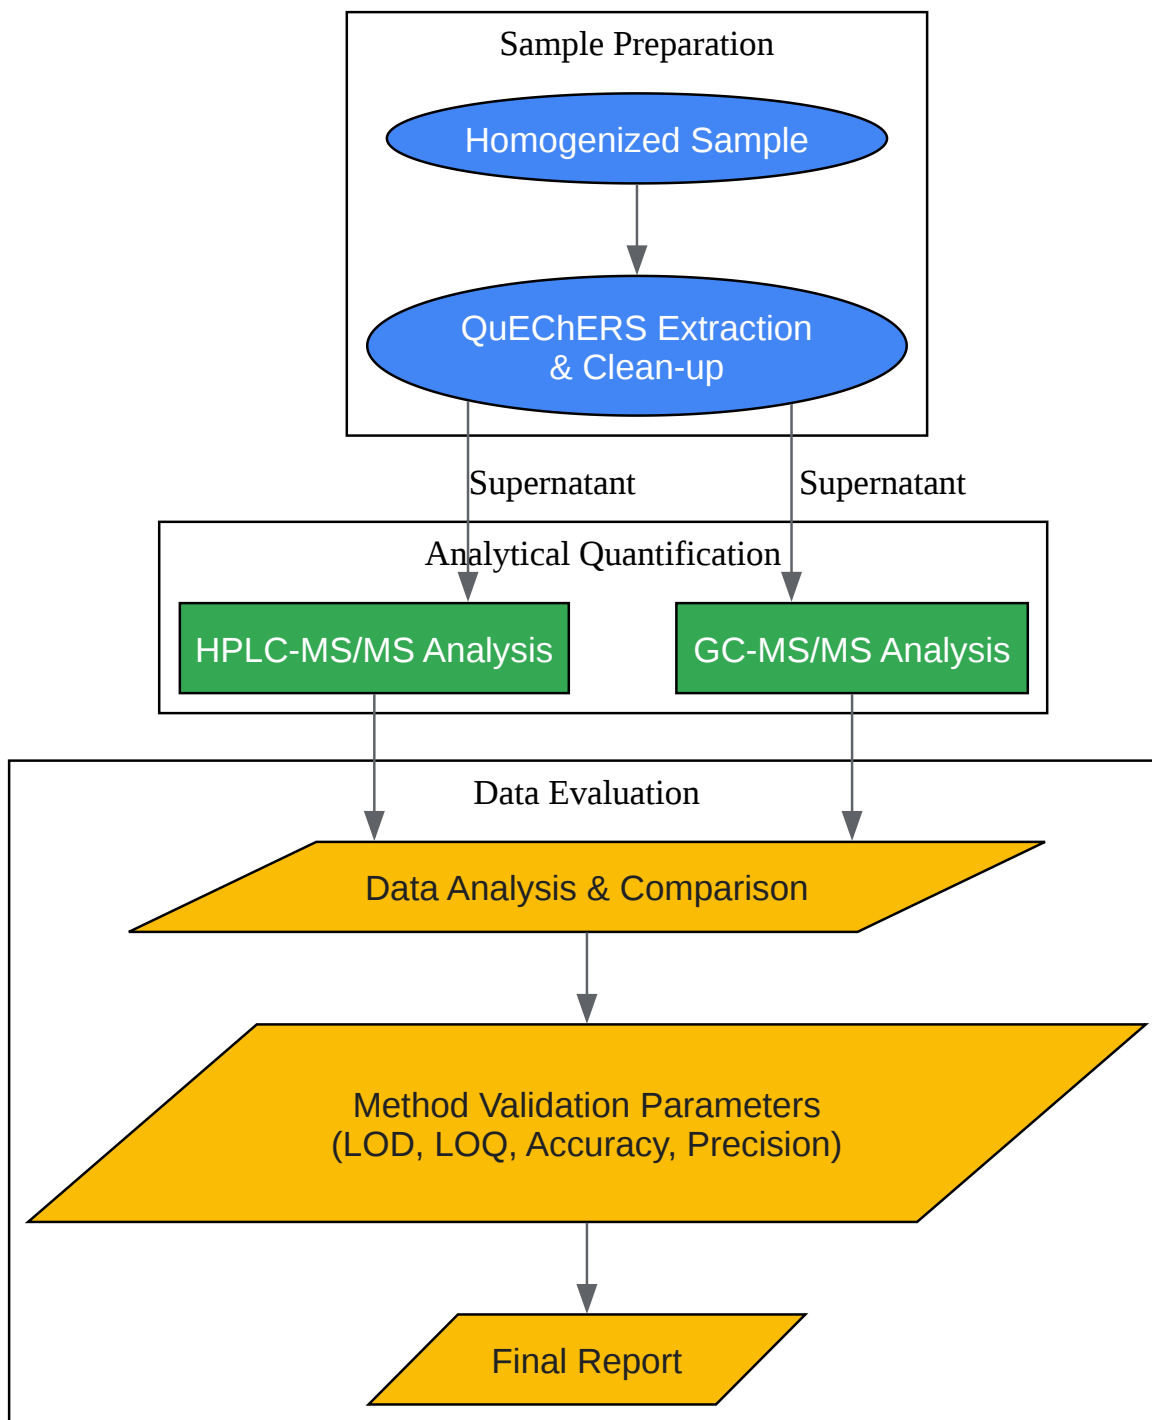 Sample Preparation
Homogenized Sample
QuEChERS Extraction
& Clean-up
Supernatant
Supernatant
Analytical Quantification
HPLC-MS/MS Analysis
GC-MS/MS Analysis
Data Evaluation
Data Analysis & Comparison
Method Validation Parameters
(LOD, LOQ, Accuracy, Precision)
Final Report